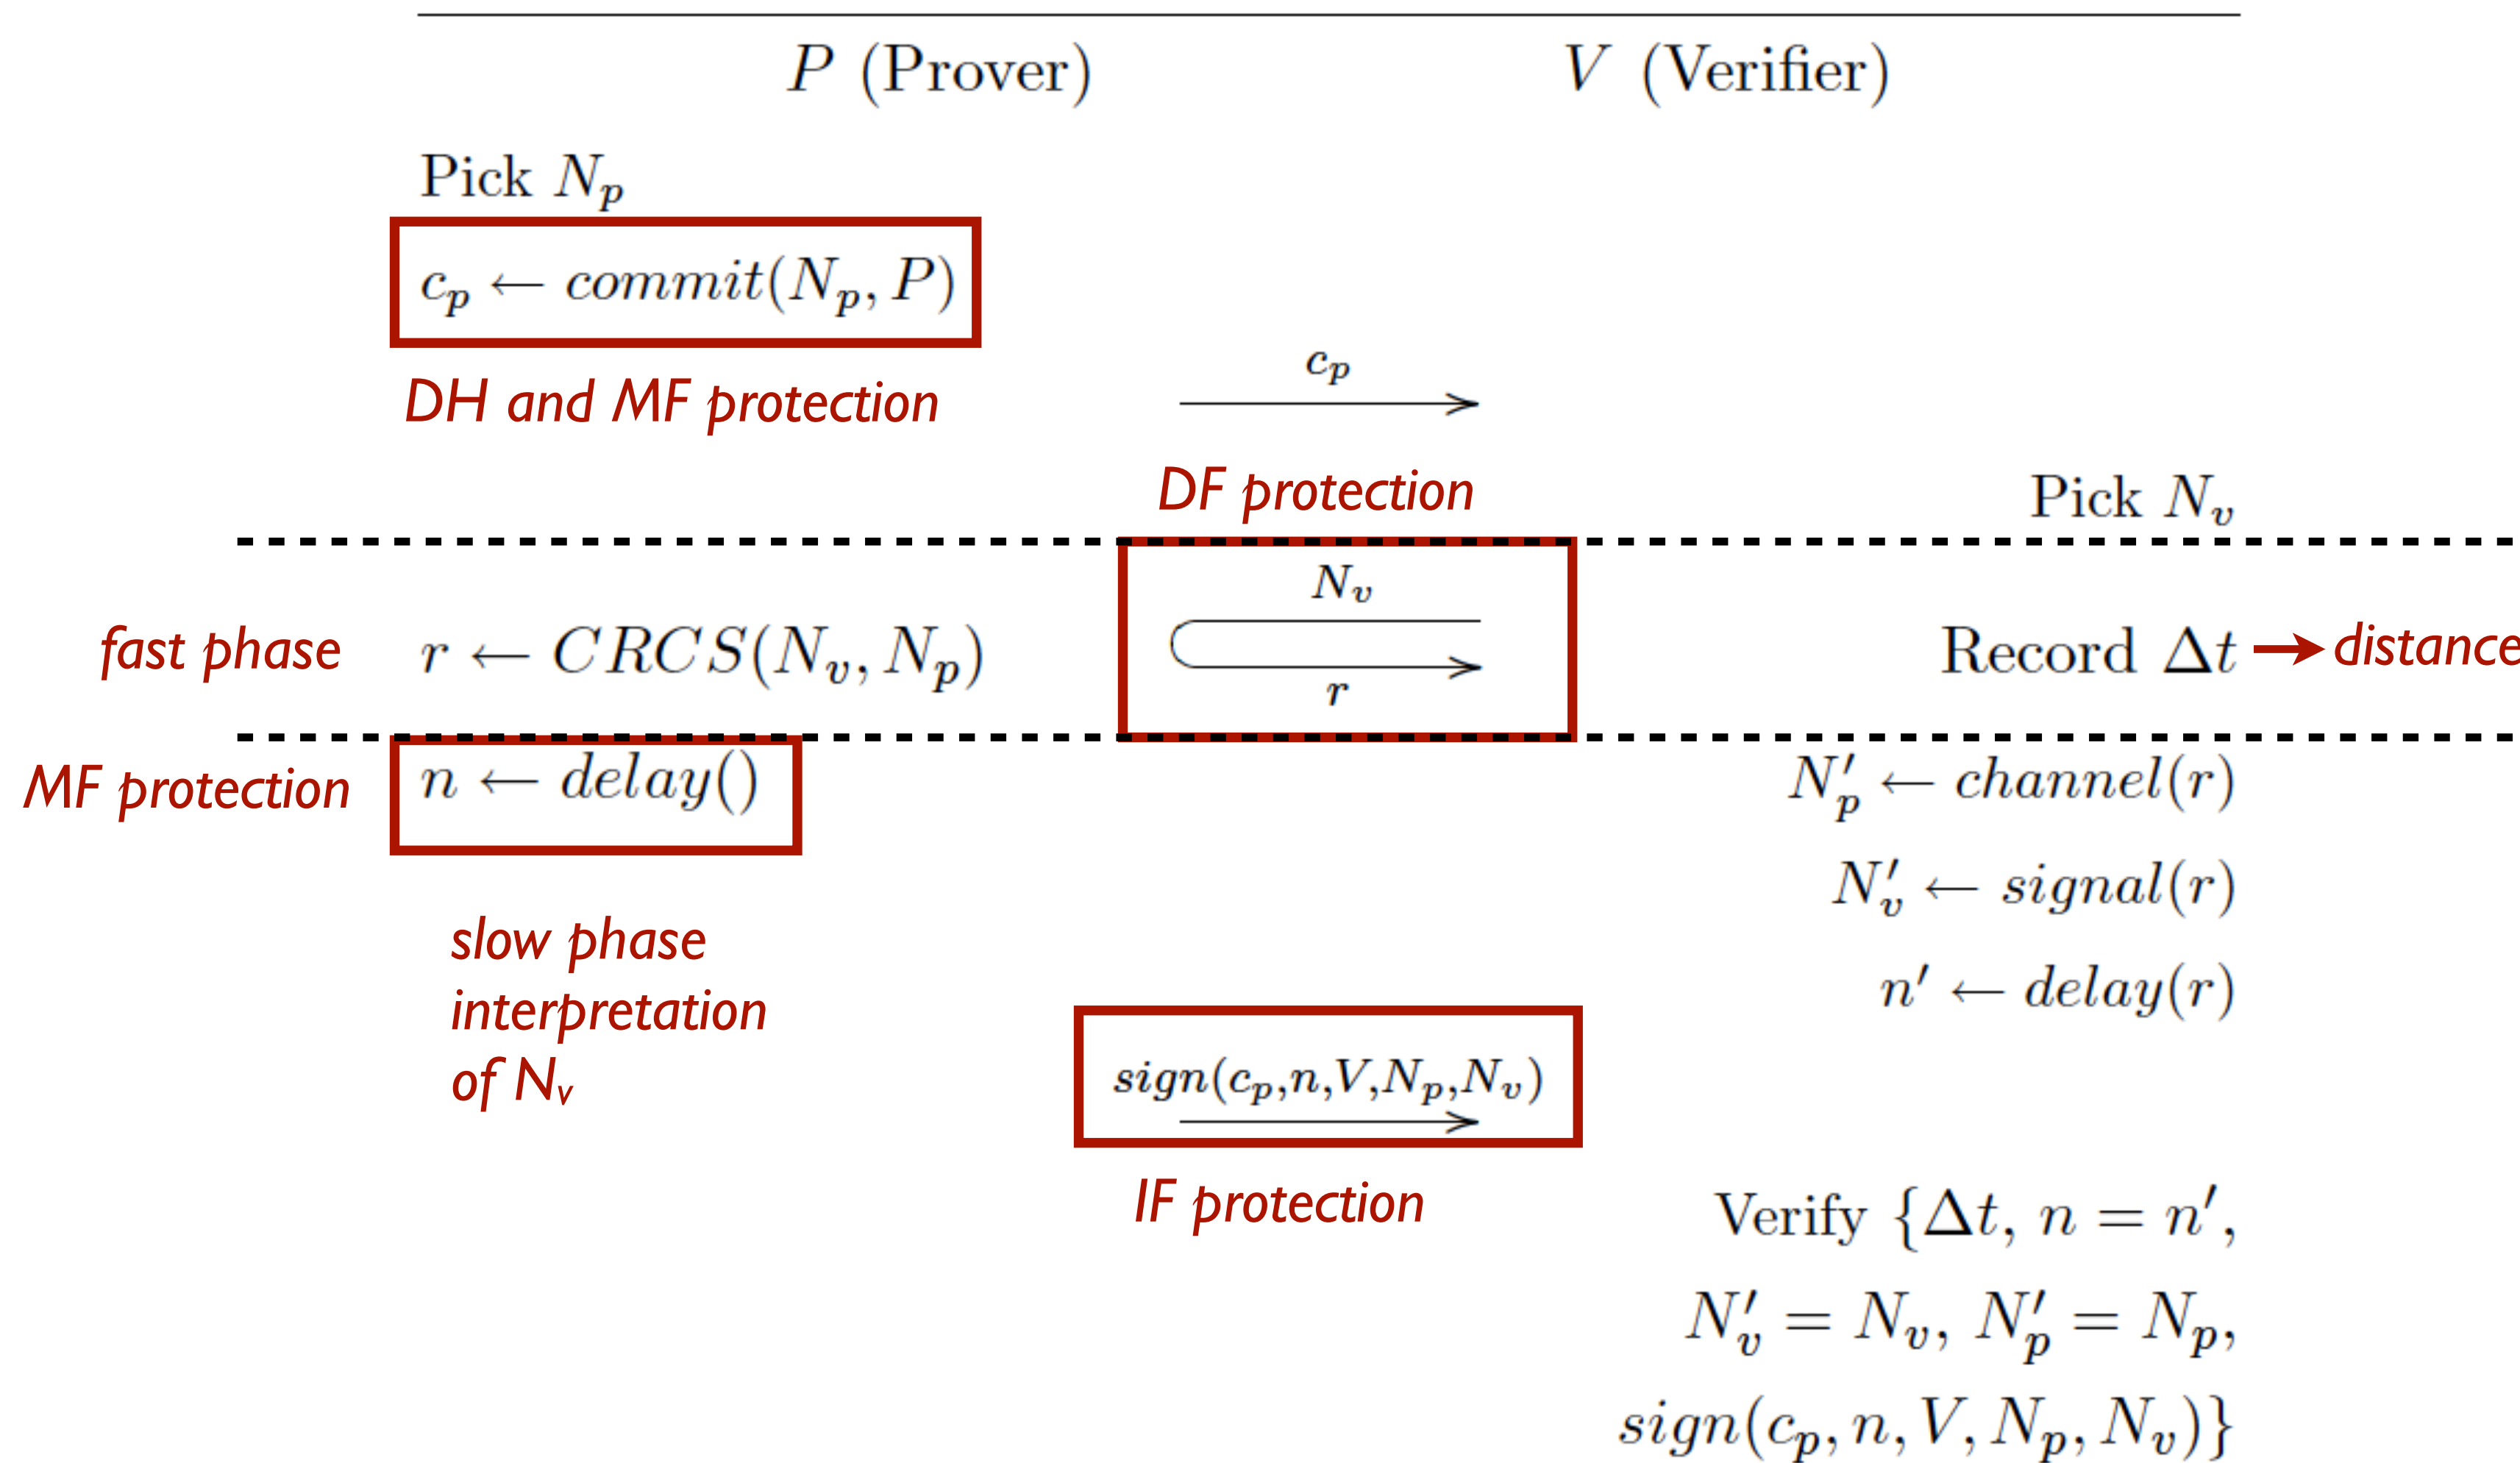 P (Prover)
V (Verifier)
Pick N_p
c_p ← commit(N_p, P)
DH and MF protection
c_p
DF protection
Pick N_v
fast phase
r ← CRCS(N_v, N_p)
N_v
r
Record Δt → distance
MF protection
n ← delay()
N′_p ← channel(r)
N′_v ← signal(r)
n′ ← delay(r)
slow phase
interpretation
of N_v
sign(c_p,n,V,N_p,N_v)
IF protection
Verify {Δt, n = n′,
N′_v = N_v, N′_p = N_p,
sign(c_p, n, V, N_p, N_v)}